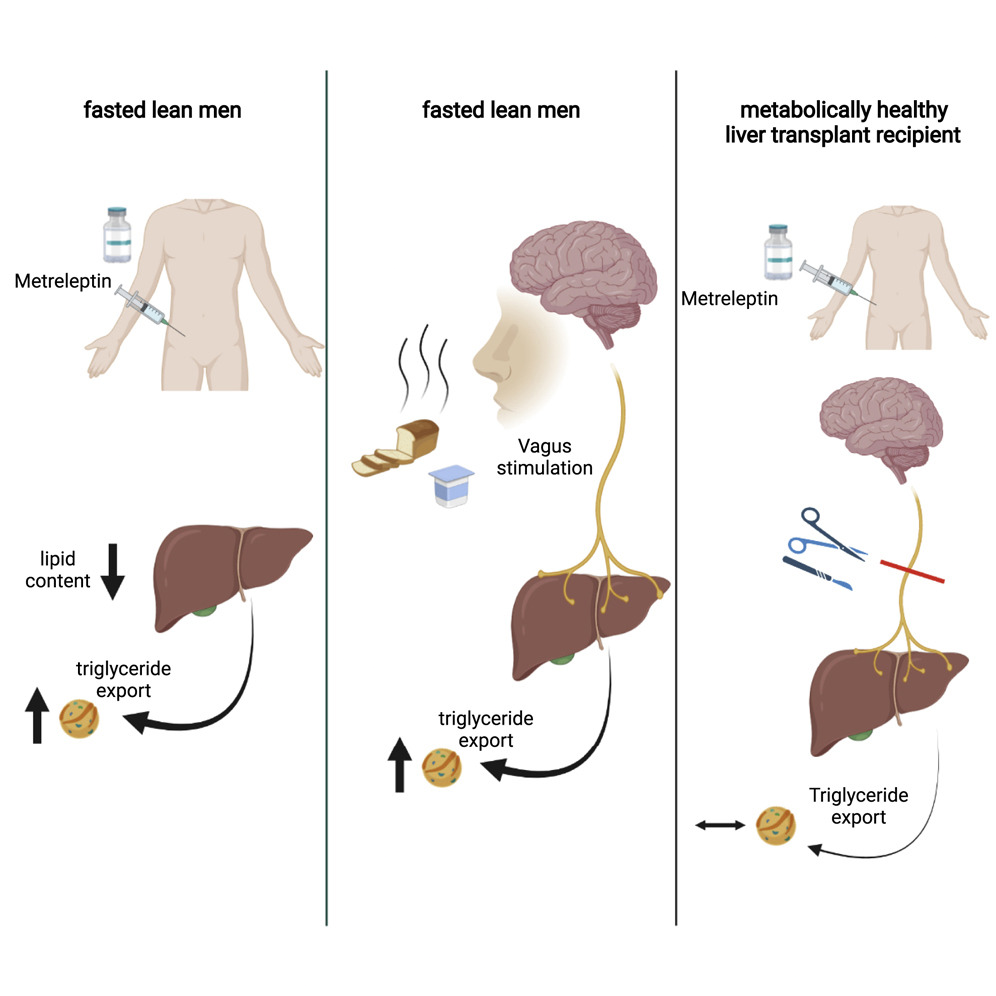 fasted lean men
Metreleptin
lipid
content
triglyceride
export
fasted lean men
Vagus
stimulation
triglyceride
export
metabolically healthy
liver transplant recipient
Metreleptin
Triglyceride
export